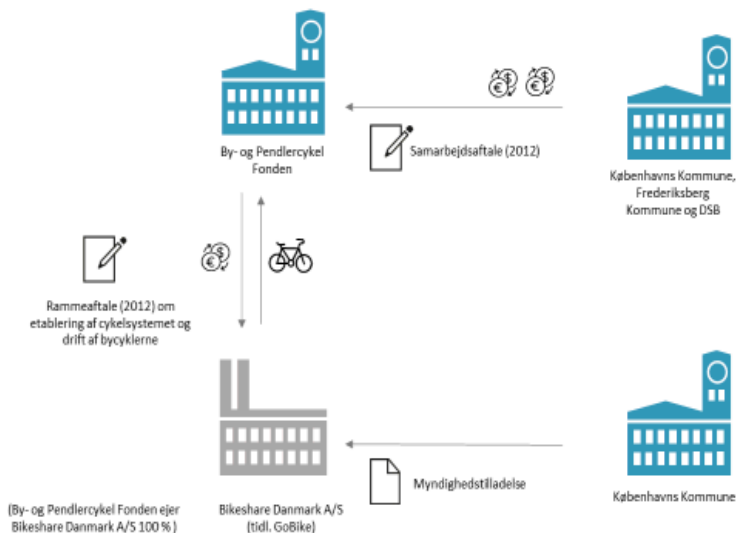 By- og Pendlercykel
Fonden
Samarbejdsaftale (2012)
Københavns Kommune,
Frederiksberg
Kommune og DSB
Rammeaftale (2012) om
etablering af cykelsystemet og
drift af bycyklerne
Myndighedstilladelse
Københavns Kommune
(By- og Pendlercykel Fonden ejer
Bikeshare Danmark A/S 100 % )
Bikeshare Danmark A/S
(tidl. GoBike)